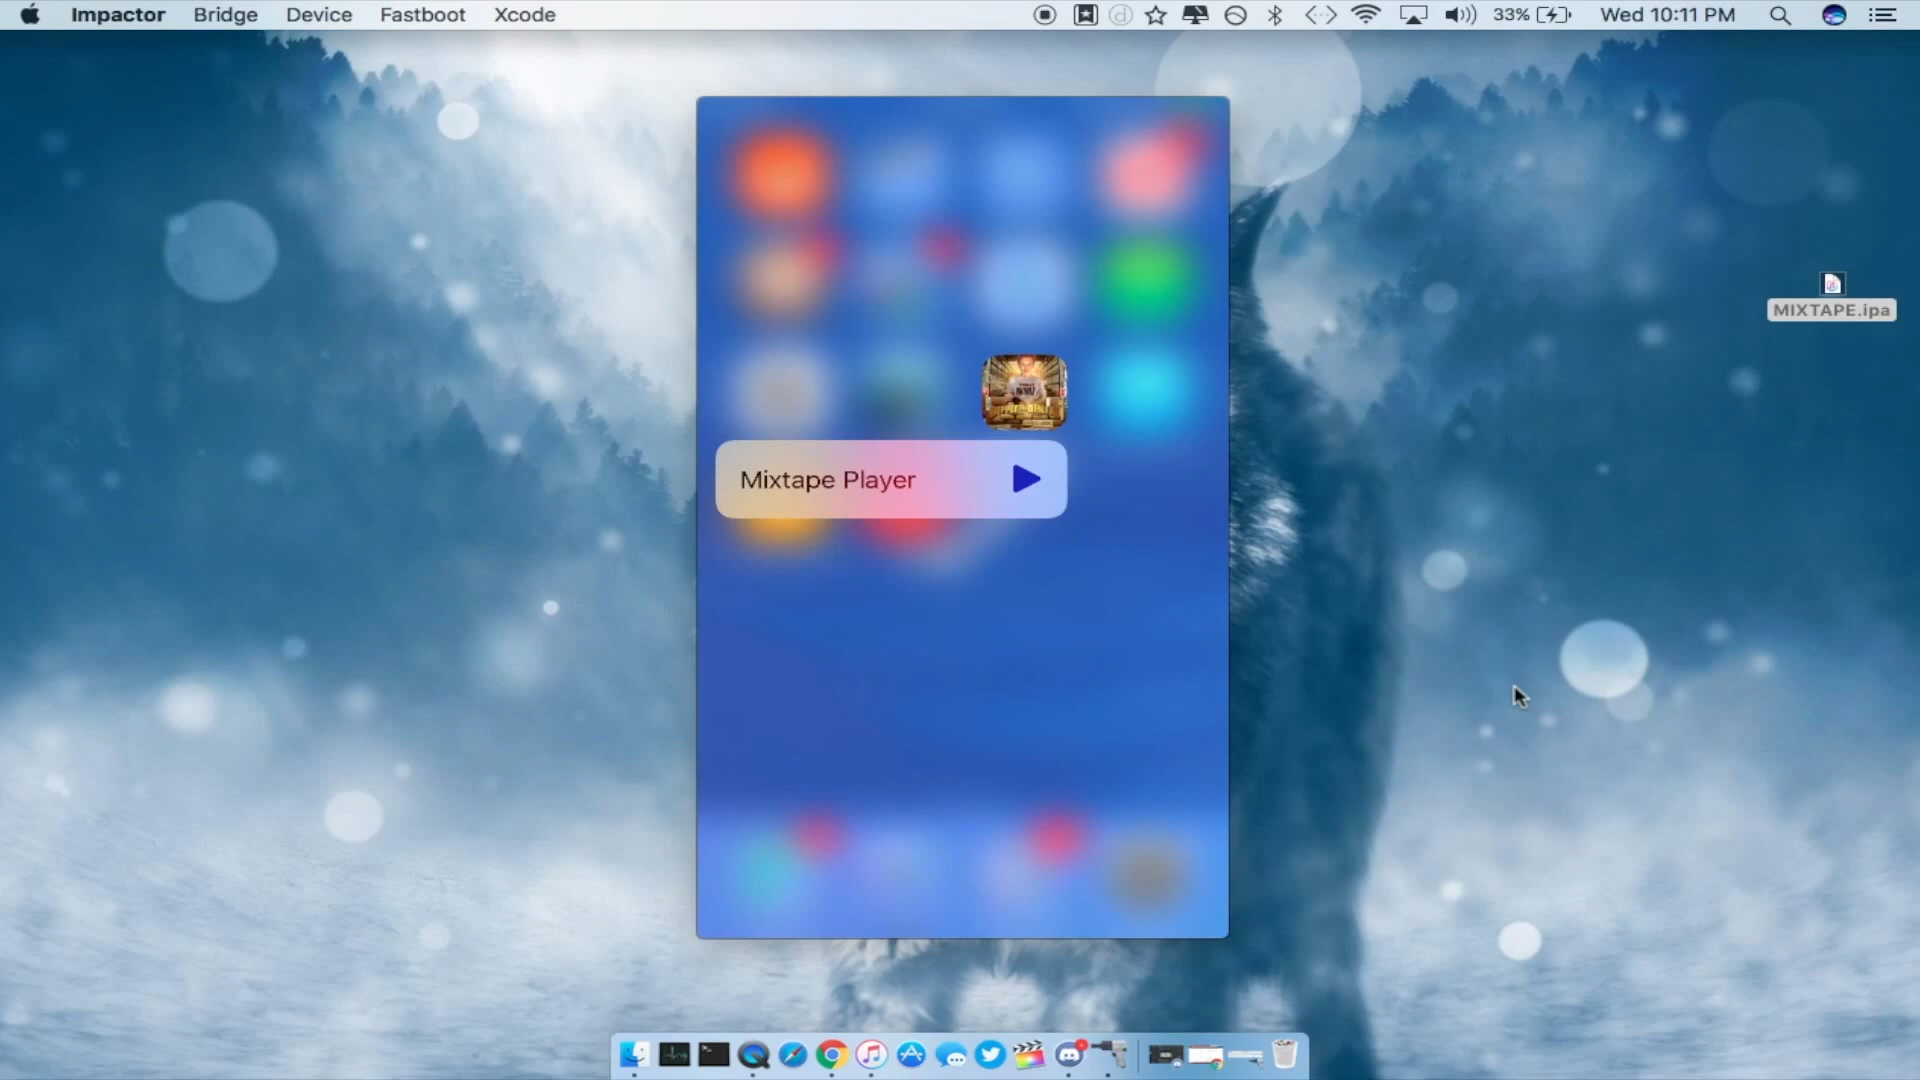 Impactor Bridge Device Fastboot Xcode 33% Wed 10:11 PM
MIXTAPE.ipa
Mixtape Player